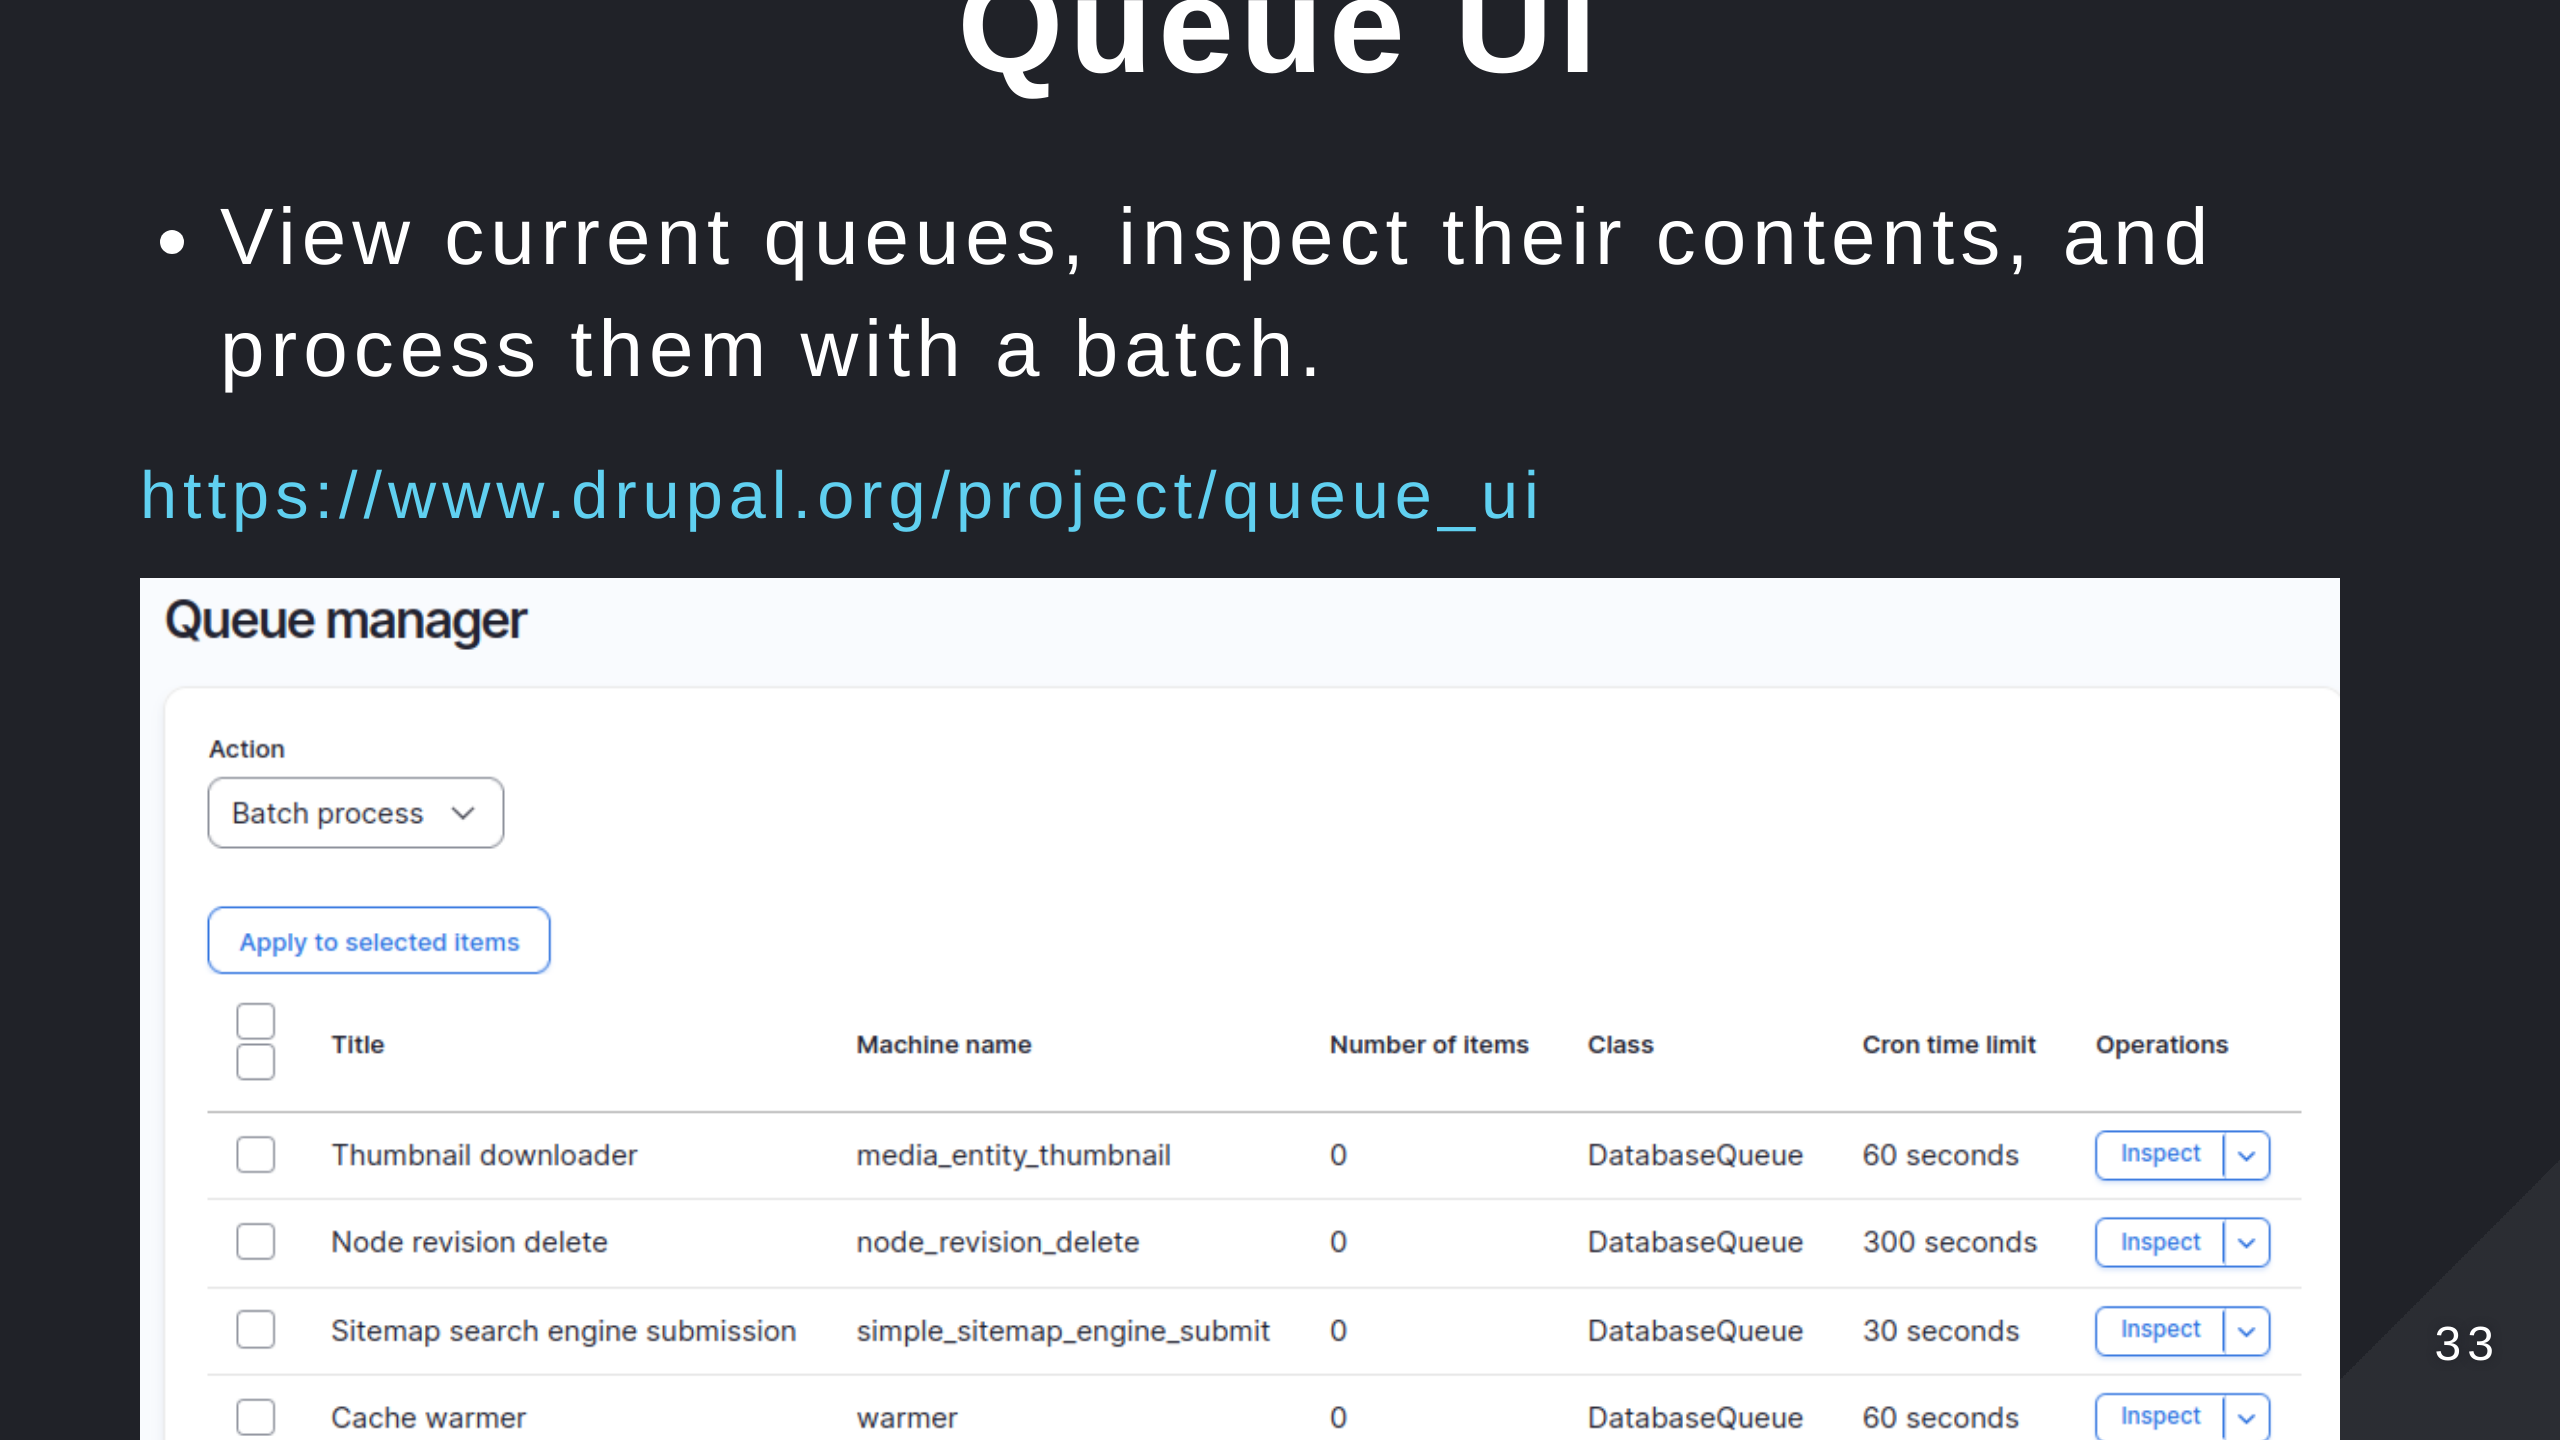 Queue UI
• View current queues, inspect their contents, and
process them with a batch.
https://www.drupal.org/project/queue_ui
Queue manager
Action
Batch process
Apply to selected items
Title Machine name Number of items Class Cron time limit Operations
Thumbnail downloader media_entity_thumbnail 0 DatabaseQueue 60 seconds Inspect
Node revision delete node_revision_delete 0 DatabaseQueue 300 seconds Inspect
Sitemap search engine submission simple_sitemap_engine_submit 0 DatabaseQueue 30 seconds Inspect
Cache warmer warmer 0 DatabaseQueue 60 seconds Inspect
33